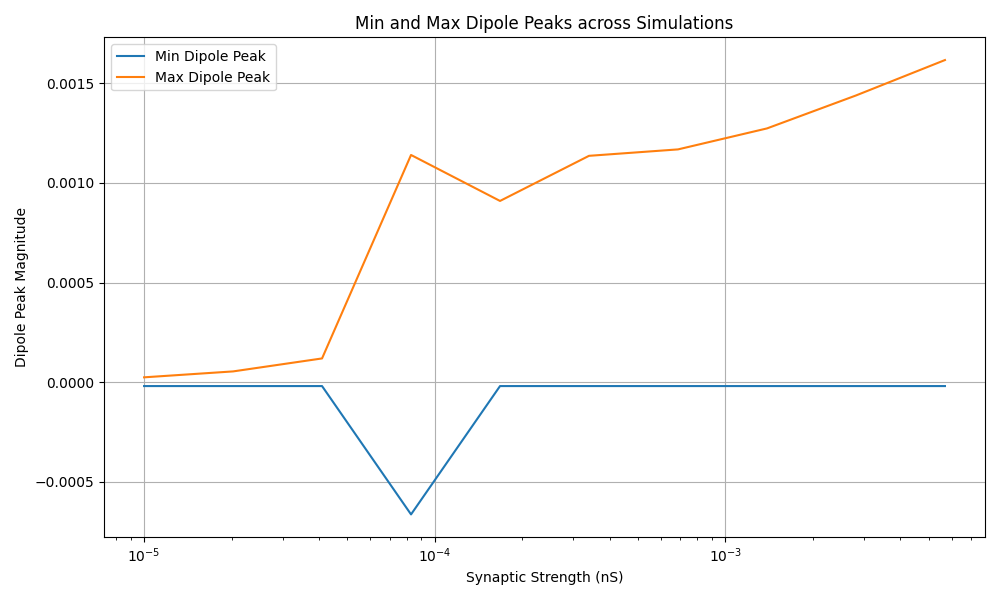 Min and Max Dipole Peaks across Simulations
Min Dipole Peak
Max Dipole Peak
Dipole Peak Magnitude
0.0015
0.0010
0.0005
0.0000
−0.0005
10⁻⁵ 10⁻⁴ 10⁻³
Synaptic Strength (nS)